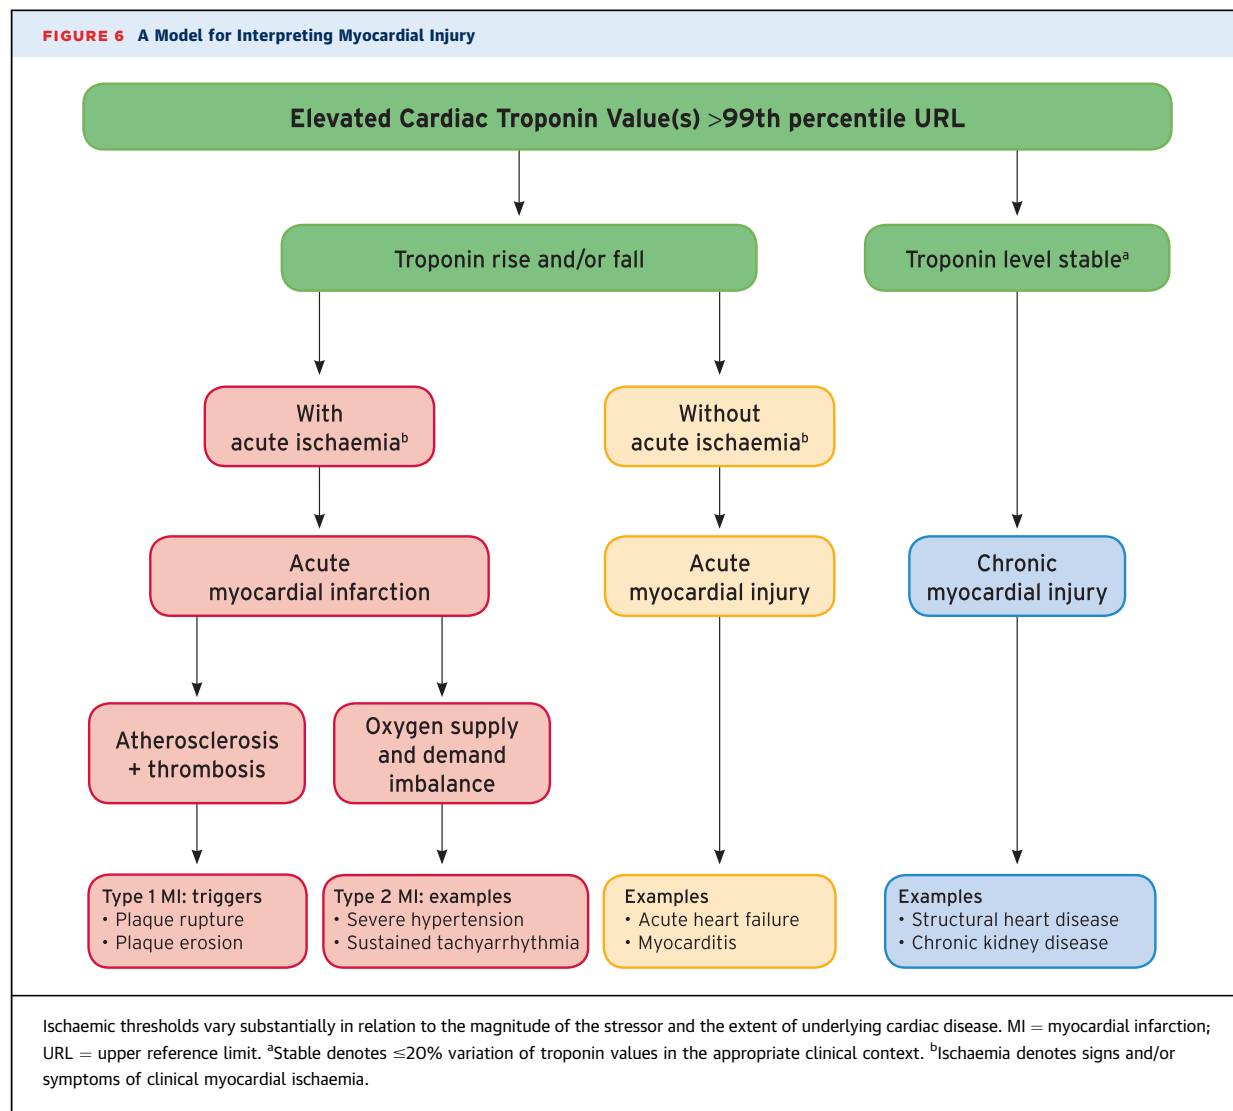 FIGURE 6 A Model for Interpreting Myocardial Injury
Elevated Cardiac Troponin Value(s) >99th percentile URL
Troponin rise and/or fall
Troponin level stableᵃ
With
acute ischaemiaᵇ
Without
acute ischaemiaᵇ
Acute
myocardial infarction
Acute
myocardial injury
Chronic
myocardial injury
Atherosclerosis
+ thrombosis
Oxygen supply
and demand
imbalance
Type 1 MI: triggers
• Plaque rupture
• Plaque erosion
Type 2 MI: examples
• Severe hypertension
• Sustained tachyarrhythmia
Examples
• Acute heart failure
• Myocarditis
Examples
• Structural heart disease
• Chronic kidney disease
Ischaemic thresholds vary substantially in relation to the magnitude of the stressor and the extent of underlying cardiac disease. MI = myocardial infarction;
URL = upper reference limit. ᵃStable denotes ≤20% variation of troponin values in the appropriate clinical context. ᵇIschaemia denotes signs and/or
symptoms of clinical myocardial ischaemia.